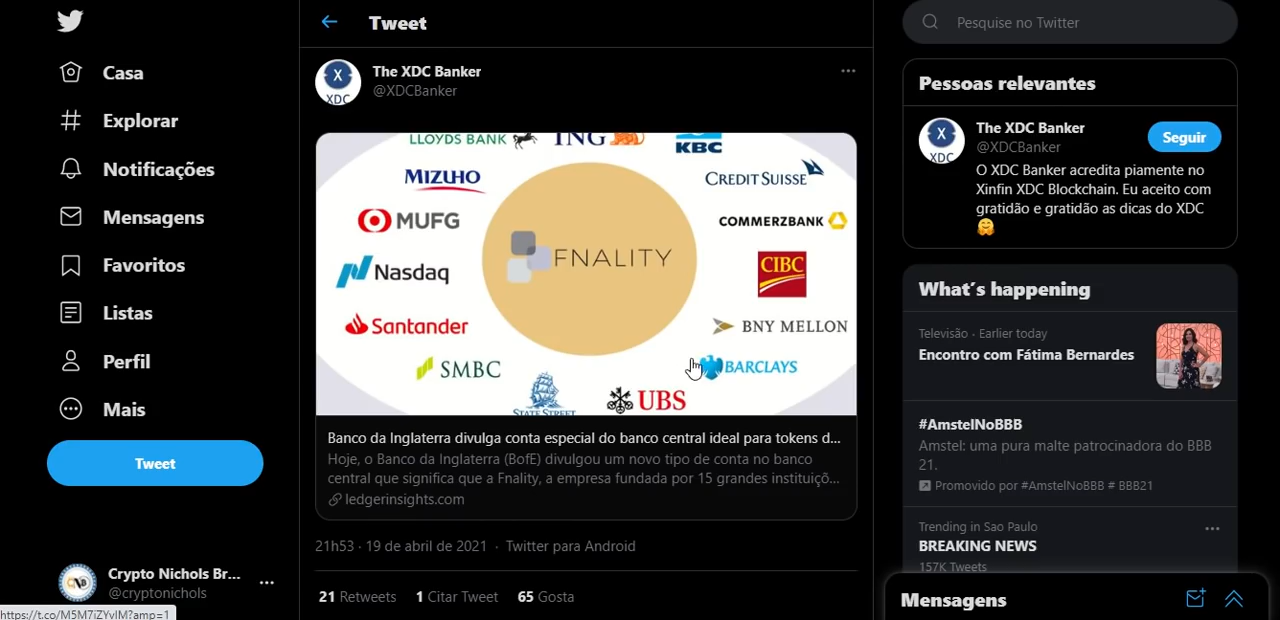 Casa
Explorar
Notificações
Mensagens
Favoritos
Listas
Perfil
Mais
Tweet
Crypto Nichols Br...
@cryptonichols
https://t.co/M5M7iZYvIM?amp=1
Tweet
The XDC Banker
@XDCBanker
X
XDC
LLOYDS BANK
ING
KBC
MIZUHO
CREDIT SUISSE
MUFG
COMMERZBANK
FNALITY
Nasdaq
CIBC
Santander
BNY MELLON
SMBC
BARCLAYS
STATE STREET
UBS
Banco da Inglaterra divulga conta especial do banco central ideal para tokens d...
Hoje, o Banco da Inglaterra (BofE) divulgou um novo tipo de conta no banco
central que significa que a Fnality, a empresa fundada por 15 grandes instituiçõ...
ledgerinsights.com
21h53 · 19 de abril de 2021 · Twitter para Android
21 Retweets 1 Citar Tweet 65 Gosta
Pesquise no Twitter
Pessoas relevantes
X
XDC
The XDC Banker
@XDCBanker
Seguir
O XDC Banker acredita piamente no
Xinfin XDC Blockchain. Eu aceito com
gratidão e gratidão as dicas do XDC
What's happening
Televisão · Earlier today
Encontro com Fátima Bernardes
#AmstelNoBBB
Amstel: uma pura malte patrocinadora do BBB
21.
Promovido por #AmstelNoBBB # BBB21
Trending in Sao Paulo
BREAKING NEWS
157K Tweets
Mensagens